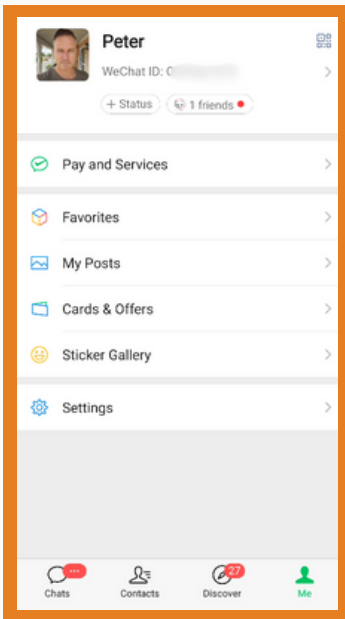 Peter
WeChat ID:
+ Status 1 friends
Pay and Services
Favorites
My Posts
Cards & Offers
Sticker Gallery
Settings
27
Chats Contacts Discover Me